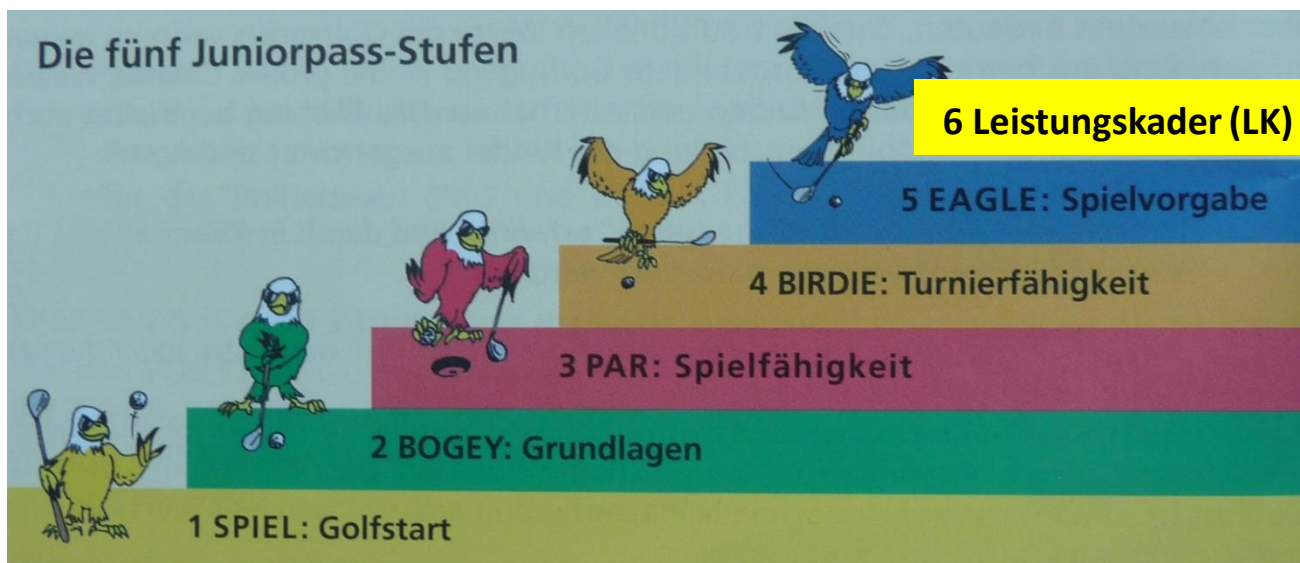 Die fünf Juniorpass-Stufen
6 Leistungskader (LK)
5 EAGLE: Spielvorgabe
4 BIRDIE: Turnierfähigkeit
3 PAR: Spielfähigkeit
2 BOGEY: Grundlagen
1 SPIEL: Golfstart